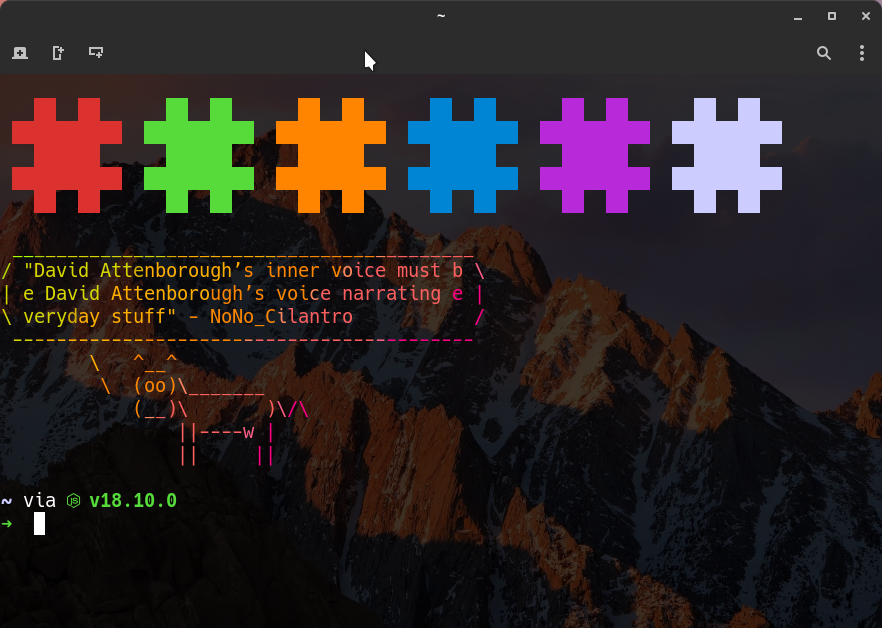 ~
/ "David Attenborough’s inner voice must b \
| e David Attenborough’s voice narrating e |
\ veryday stuff" - NoNo_Cilantro /
\ ^__^
\ (oo)\_______
(__)\ )\/\
||----w |
|| ||
~ via JS v18.10.0
➜